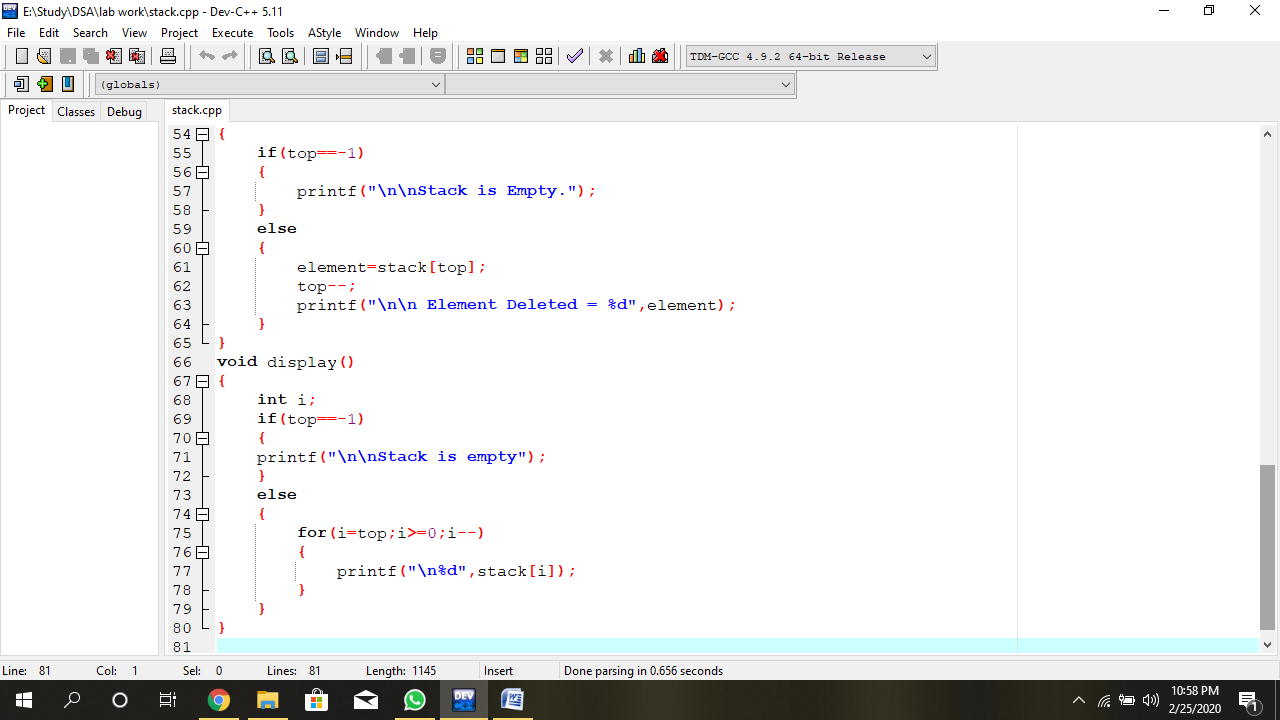 E:\Study\DSA\lab work\stack.cpp - Dev-C++ 5.11
File Edit Search View Project Execute Tools AStyle Window Help
TDM-GCC 4.9.2 64-bit Release
(globals)
Project Classes Debug stack.cpp
54 {
55 if(top==-1)
56 {
57 printf("\n\nStack is Empty.");
58 }
59 else
60 {
61 element=stack[top];
62 top--;
63 printf("\n\n Element Deleted = %d",element);
64 }
65 }
66 void display()
67 {
68 int i;
69 if(top==-1)
70 {
71 printf("\n\nStack is empty");
72 }
73 else
74 {
75 for(i=top;i>=0;i--)
76 {
77 printf("\n%d",stack[i]);
78 }
79 }
80 }
81
Line: 81 Col: 1 Sel: 0 Lines: 81 Length: 1145 Insert Done parsing in 0.656 seconds
DEV
10:58 PM
2/25/2020
1